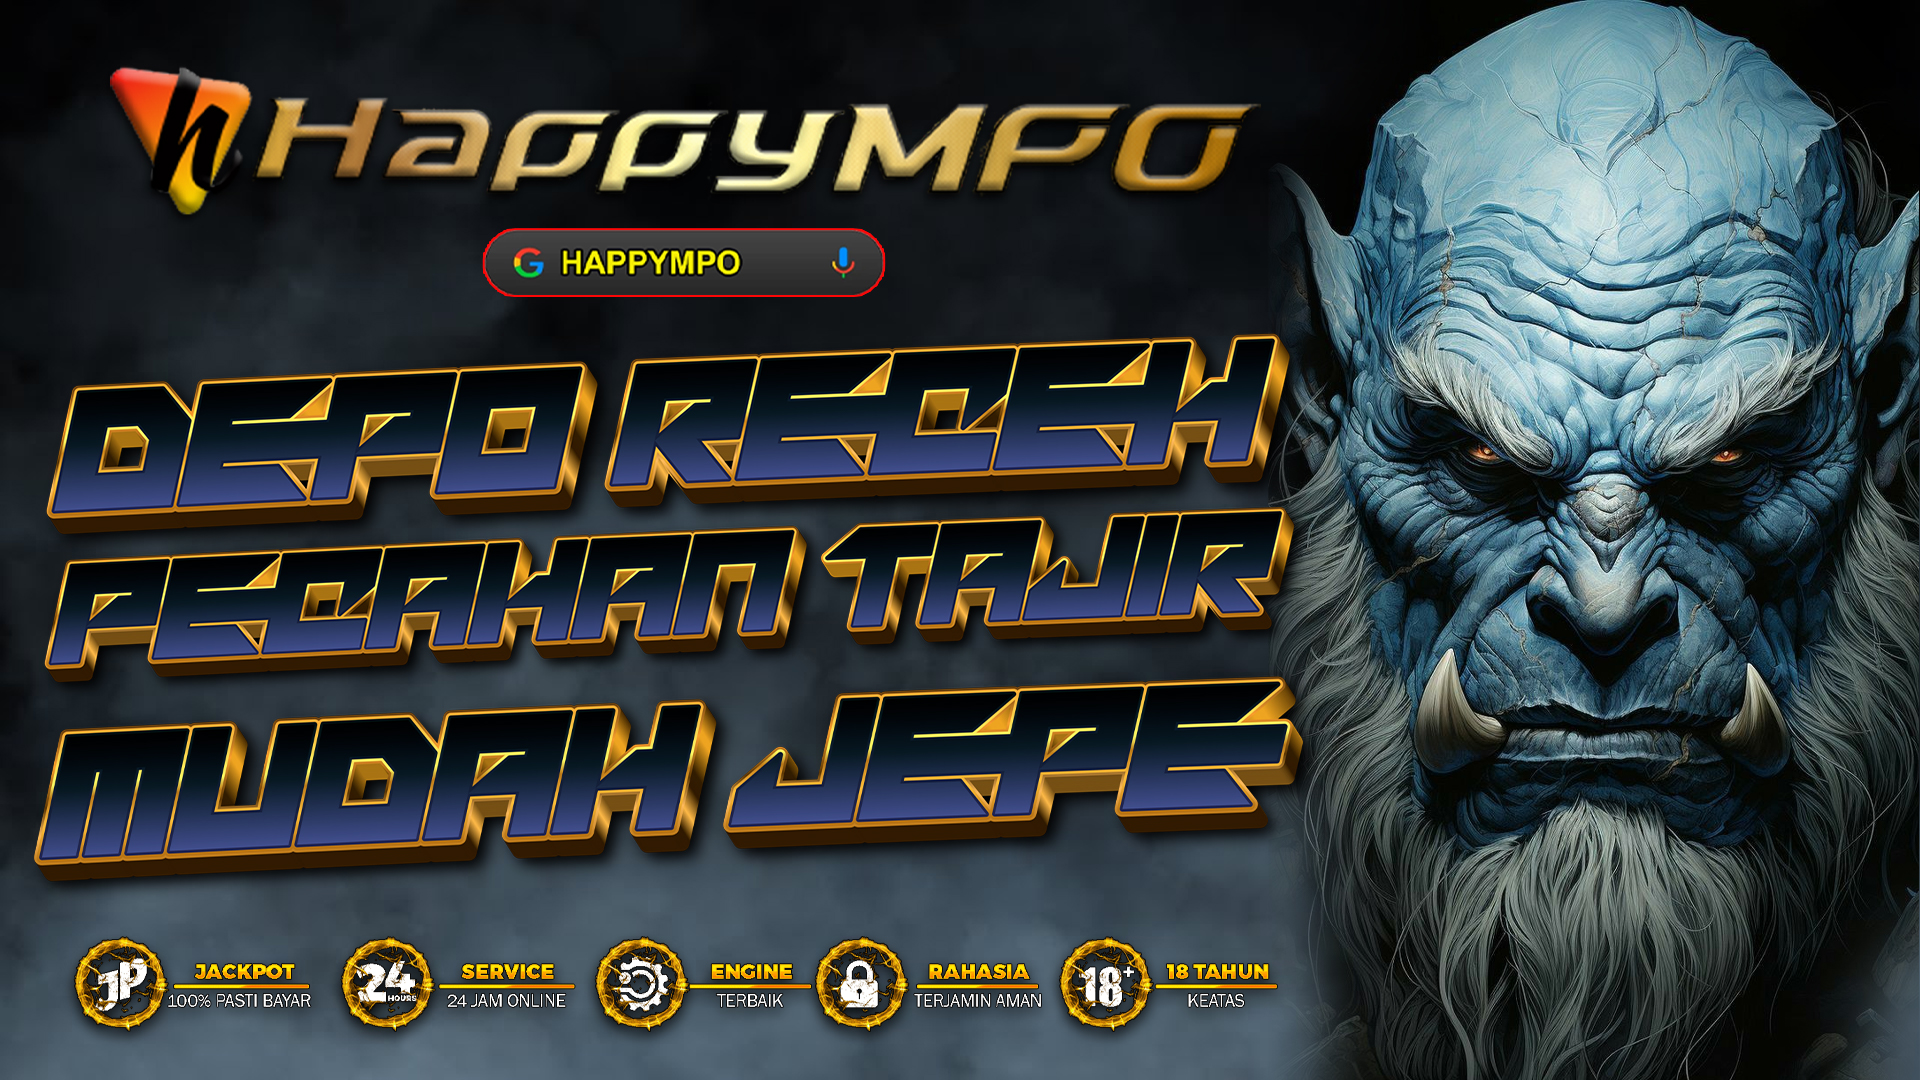 h HappyMPO
G HAPPYMPO
DEPO RECEH
PECAHAN TAJIR
MUDAH JEPE
JP JACKPOT
100% PASTI BAYAR
24 HOURS SERVICE
24 JAM ONLINE
ENGINE
TERBAIK
RAHASIA
TERJAMIN AMAN
18+ 18 TAHUN
KEATAS